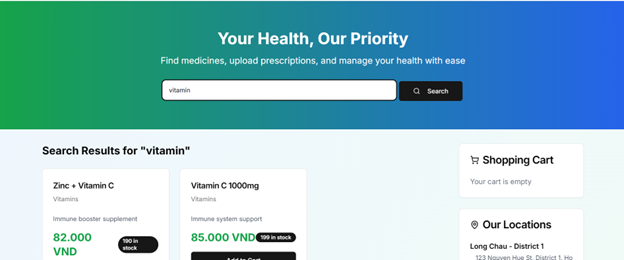 Your Health, Our Priority
Find medicines, upload prescriptions, and manage your health with ease
vitamin
Search
Search Results for "vitamin"
Zinc + Vitamin C
Vitamins
Immune booster supplement
82.000 VND
190 in stock
Vitamin C 1000mg
Vitamins
Immune system support
85.000 VND
199 in stock
Add to Cart
Shopping Cart
Your cart is empty
Our Locations
Long Chau - District 1
123 Nguyen Hue St, District 1, Ho